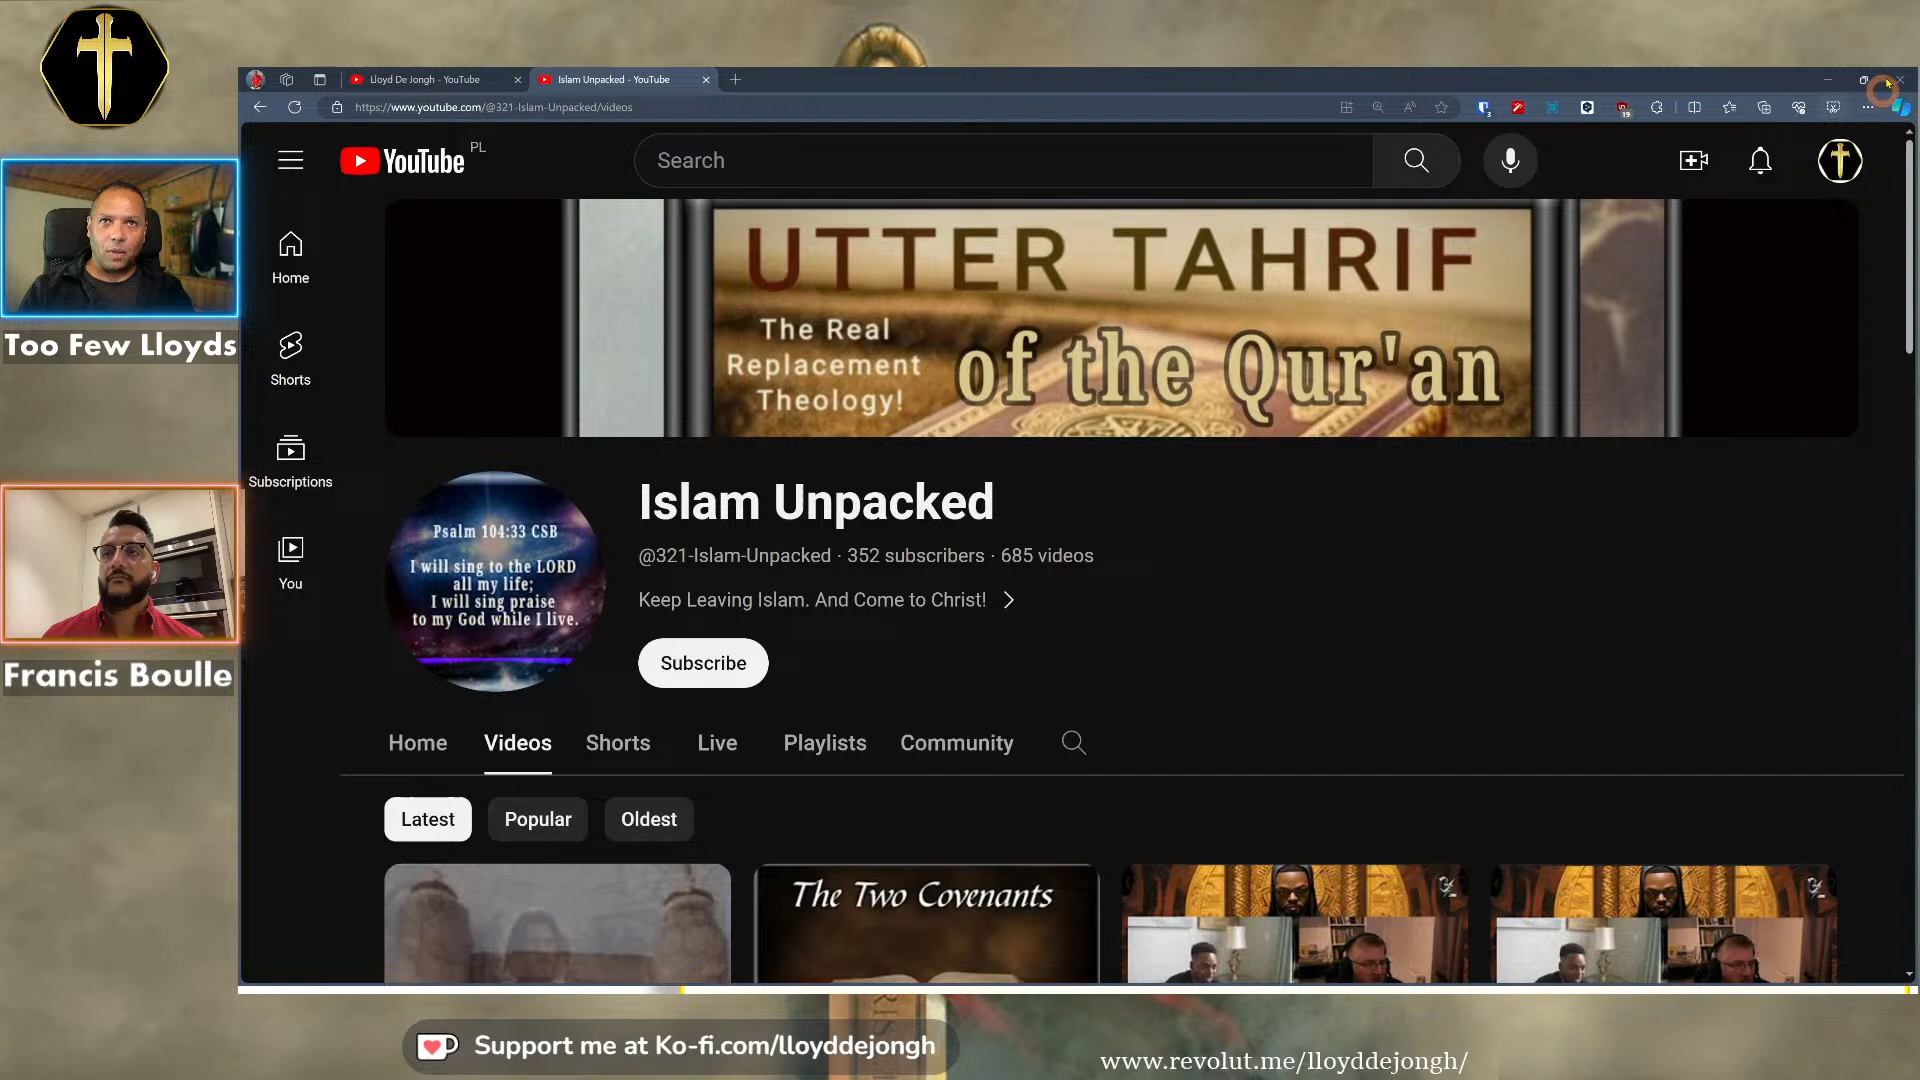 Lloyd De Jongh - YouTube
Islam Unpacked - YouTube
https://www.youtube.com/@321-Islam-Unpacked/videos
3
19
YouTube PL
Search
Home
Shorts
Subscriptions
You
Too Few Lloyds
Francis Boulle
UTTER TAHRIF
The Real
Replacement
Theology!
of the Qur'an
Psalm 104:33 CSB
I will sing to the LORD
all my life;
I will sing praise
to my God while I live.
Islam Unpacked
@321-Islam-Unpacked · 352 subscribers · 685 videos
Keep Leaving Islam. And Come to Christ!
Subscribe
Home Videos Shorts Live Playlists Community
Latest Popular Oldest
The Two Covenants
Support me at Ko-fi.com/lloyddejongh
www.revolut.me/lloyddejongh/